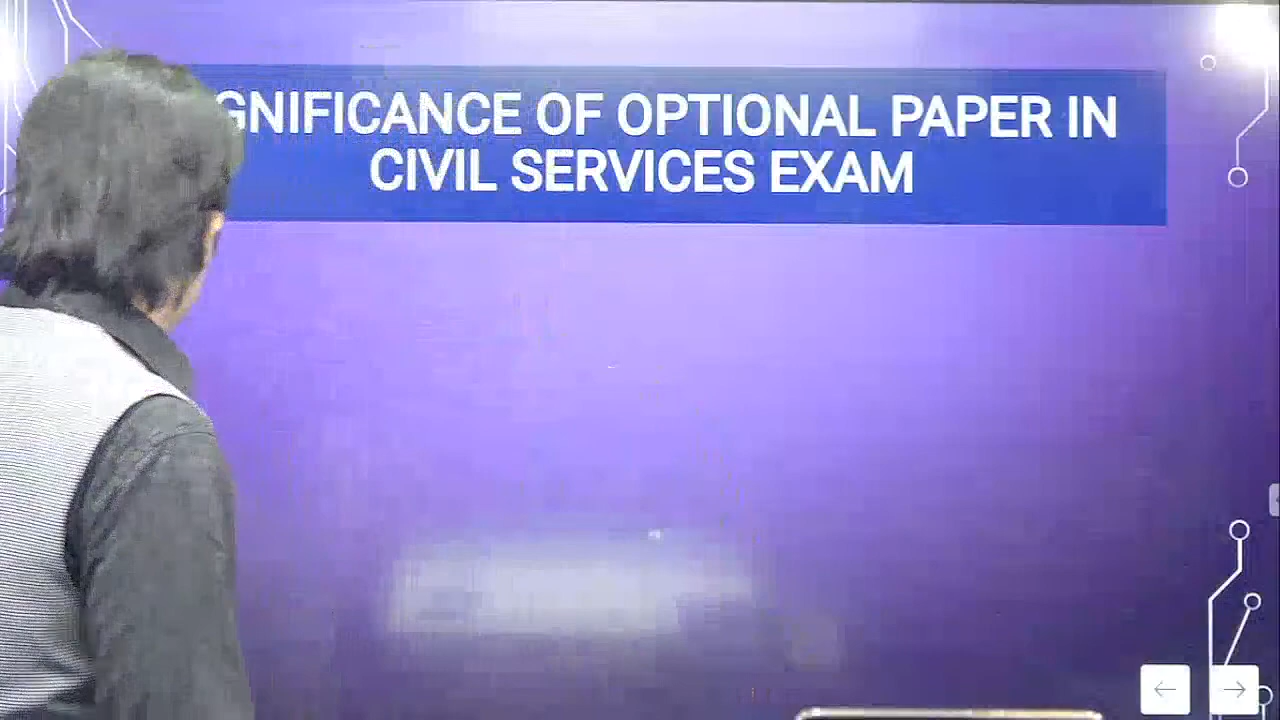 GNIFICANCE OF OPTIONAL PAPER IN
CIVIL SERVICES EXAM